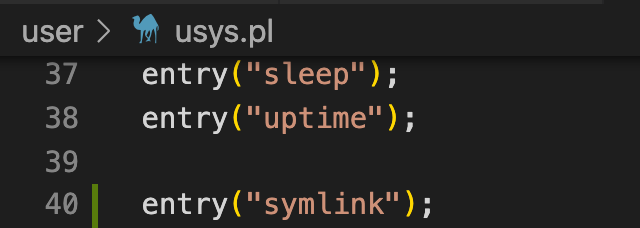 user > usys.pl
37 entry("sleep");
38 entry("uptime");
39
40 entry("symlink");